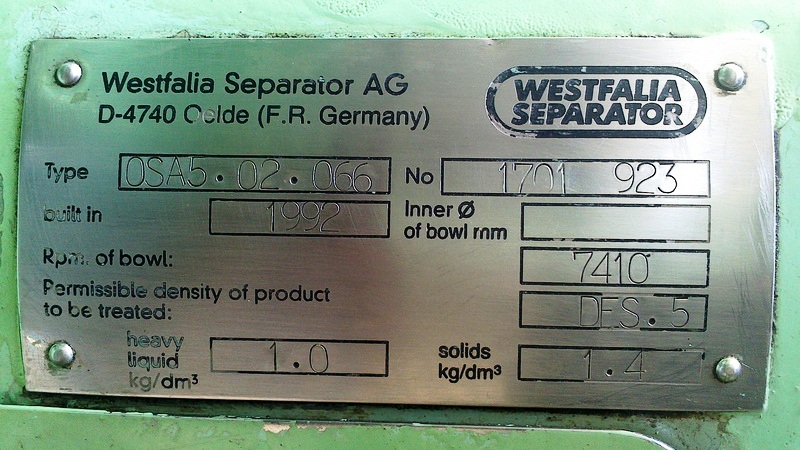 Westfalia Separator AG
D-4740 Oelde (F.R. Germany)
WESTFALIA
SEPARATOR
Type OSA5.02.066 No 1701 923
built in 1992 Inner Ø
of bowl mm
Rpm. of bowl: 7410
Permissible density of product
to be treated: DES.5
heavy
liquid 1.0
kg/dm³
solids
kg/dm³ 1.4